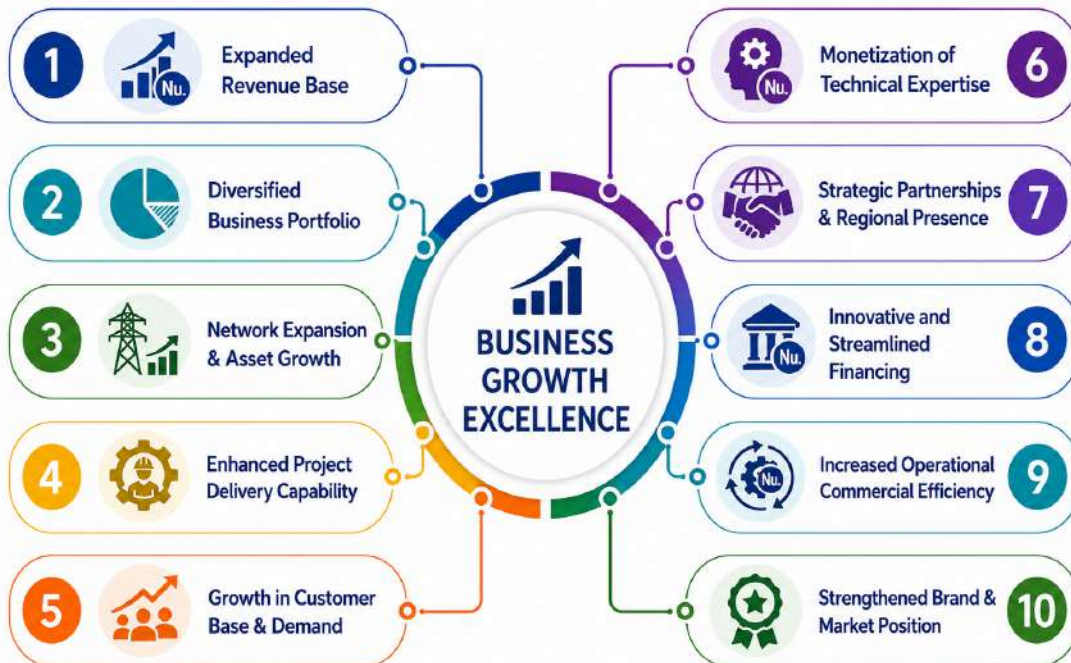 1
Expanded
Revenue Base
Nu.
2
Diversified
Business Portfolio
3
Network Expansion
& Asset Growth
4
Enhanced Project
Delivery Capability
5
Growth in Customer
Base & Demand
BUSINESS
GROWTH
EXCELLENCE
Monetization of
Technical Expertise
Nu.
6
Strategic Partnerships
& Regional Presence
7
Innovative and
Streamlined
Financing
Nu.
8
Increased Operational
Commercial Efficiency
Nu.
9
Strengthened Brand &
Market Position
10